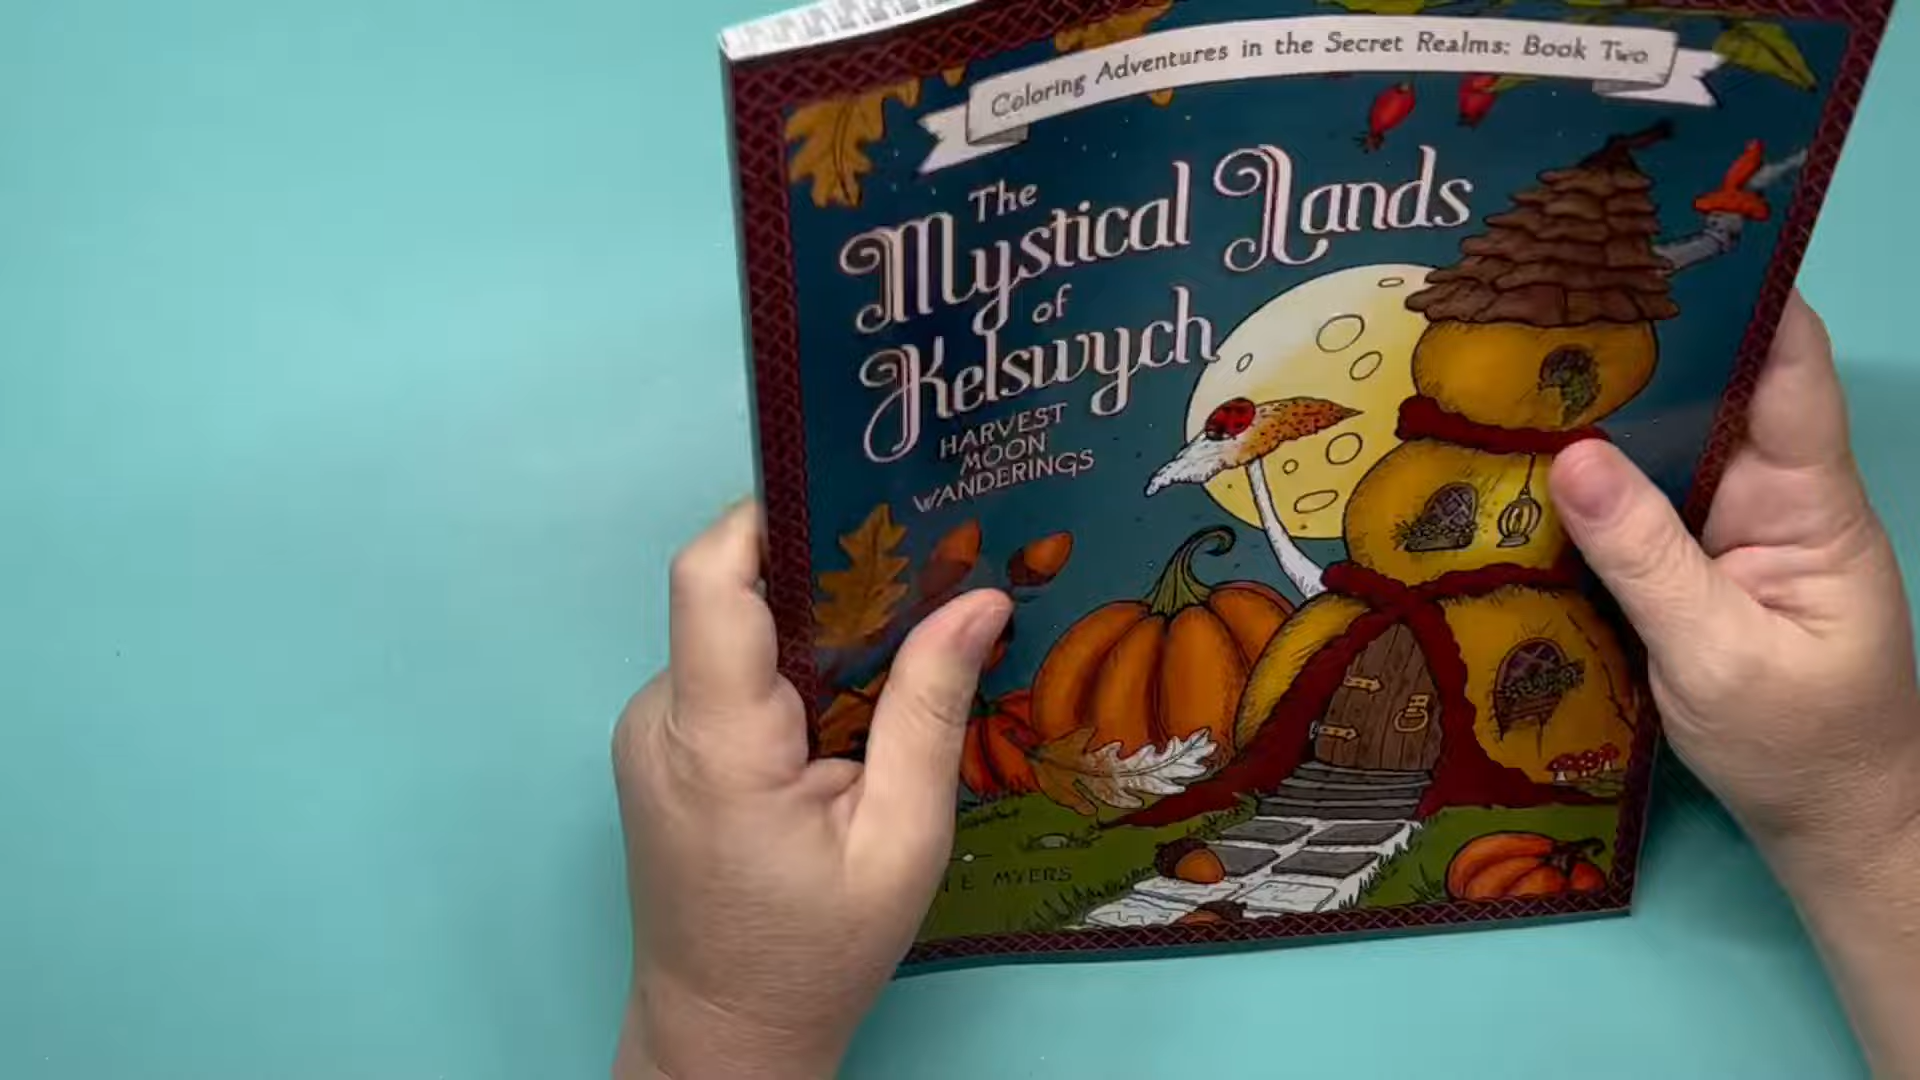 Coloring Adventures in the Secret Realms: Book Two
The
Mystical Lands
of
Kelswych
HARVEST
MOON
WANDERINGS
MYERS